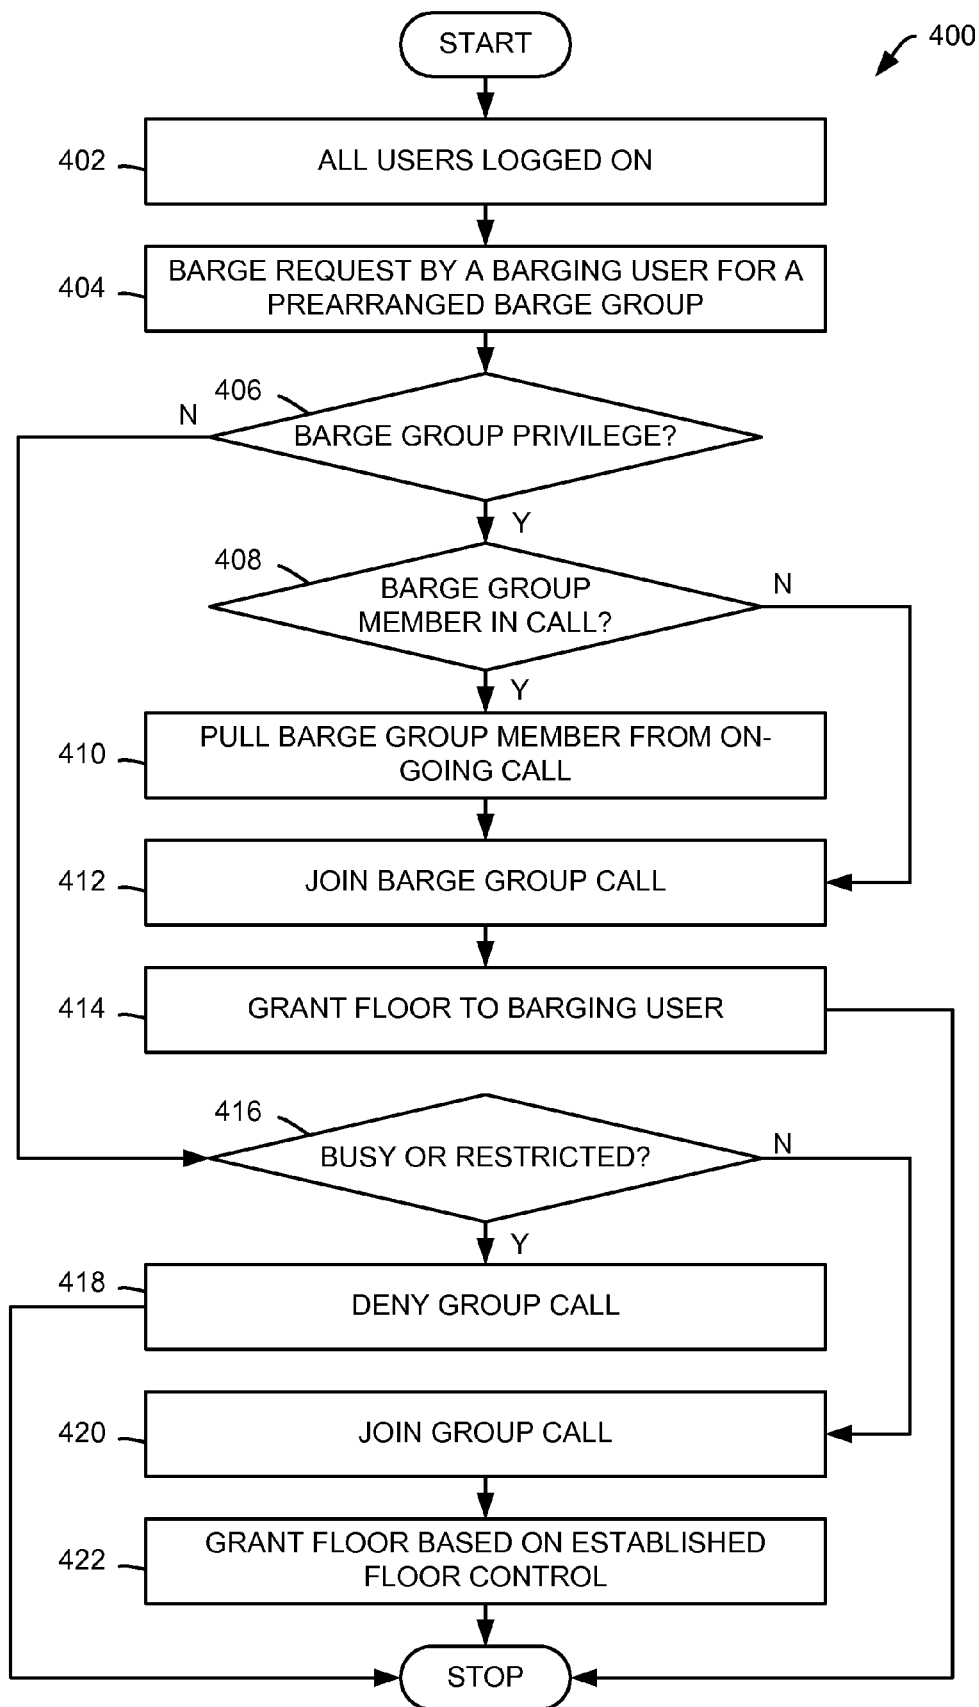 START
400
402
ALL USERS LOGGED ON
404
BARGE REQUEST BY A BARGING USER FOR A
PREARRANGED BARGE GROUP
406
N
BARGE GROUP PRIVILEGE?
Y
408
BARGE GROUP
MEMBER IN CALL?
N
Y
410
PULL BARGE GROUP MEMBER FROM ON-
GOING CALL
412
JOIN BARGE GROUP CALL
414
GRANT FLOOR TO BARGING USER
416
BUSY OR RESTRICTED?
N
Y
418
DENY GROUP CALL
420
JOIN GROUP CALL
422
GRANT FLOOR BASED ON ESTABLISHED
FLOOR CONTROL
STOP